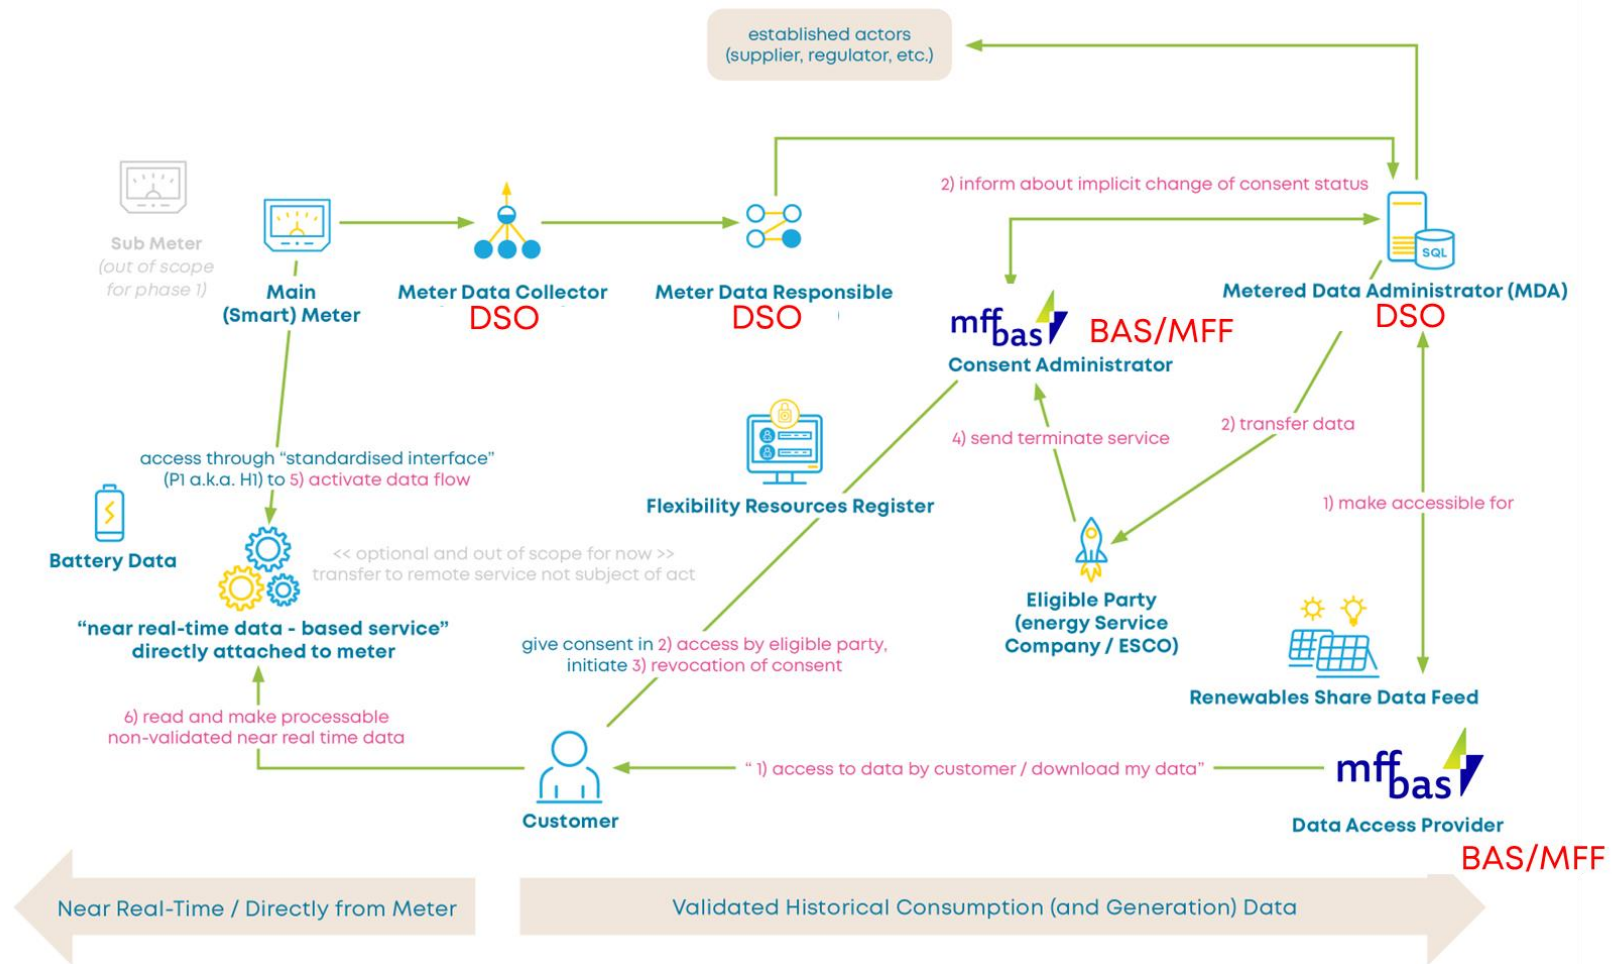 established actors
(supplier, regulator, etc.)
2) inform about implicit change of consent status
Sub Meter
(out of scope
for phase 1)
Main
(Smart) Meter
Meter Data Collector
DSO
Meter Data Responsible
DSO
SQL
Metered Data Administrator (MDA)
DSO
mff
bas
BAS/MFF
Consent Administrator
access through “standardised interface”
(P1 a.k.a. H1) to 5) activate data flow
Flexibility Resources Register
4) send terminate service
2) transfer data
1) make accessible for
Battery Data
<< optional and out of scope for now >>
transfer to remote service not subject of act
“near real-time data - based service”
directly attached to meter
Eligible Party
(energy Service
Company / ESCO)
give consent in 2) access by eligible party,
initiate 3) revocation of consent
Renewables Share Data Feed
6) read and make processable
non-validated near real time data
“ 1) access to data by customer / download my data”
mff
bas
Customer
Data Access Provider
BAS/MFF
Near Real-Time / Directly from Meter
Validated Historical Consumption (and Generation) Data